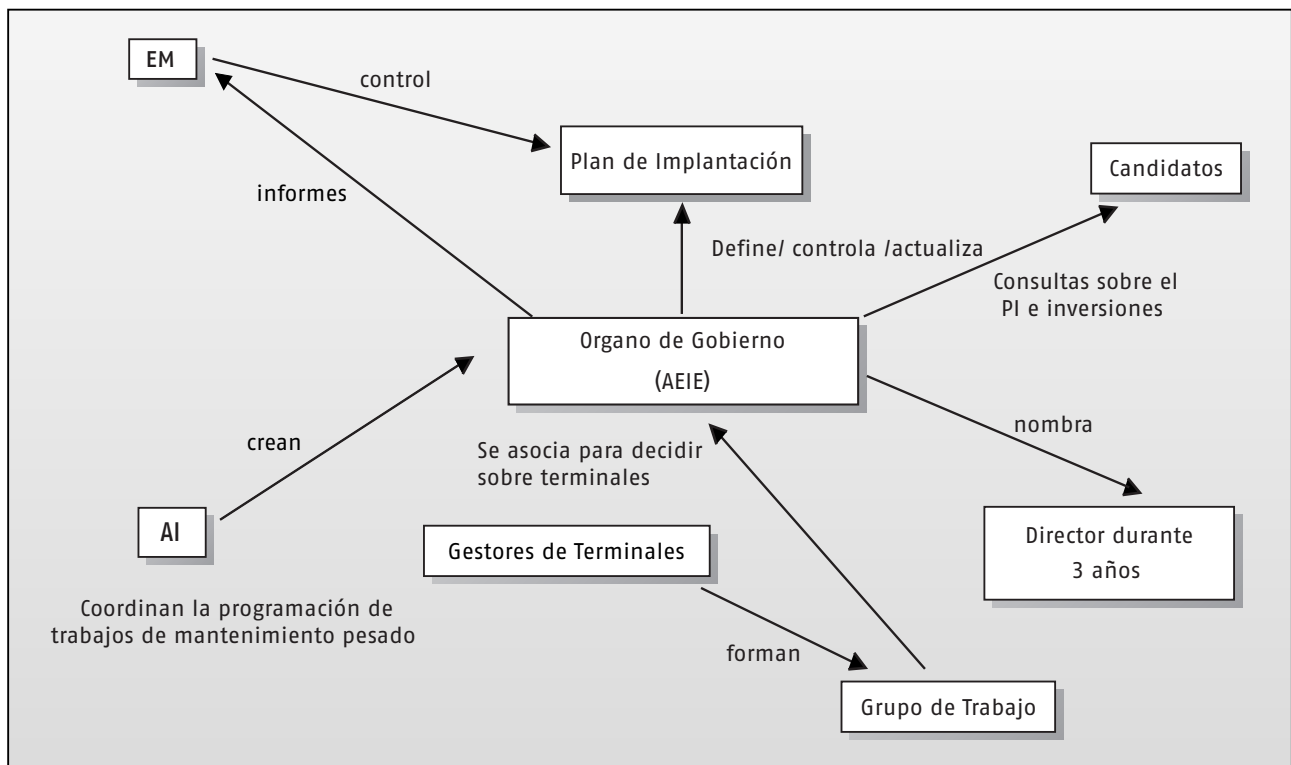 EM
control
Plan de Implantación
Candidatos
informes
Define/ controla /actualiza
Consultas sobre el
PI e inversiones
Organo de Gobierno
(AEIE)
crean
Se asocia para decidir
sobre terminales
nombra
AI
Gestores de Terminales
Director durante
3 años
Coordinan la programación de
trabajos de mantenimiento pesado
forman
Grupo de Trabajo